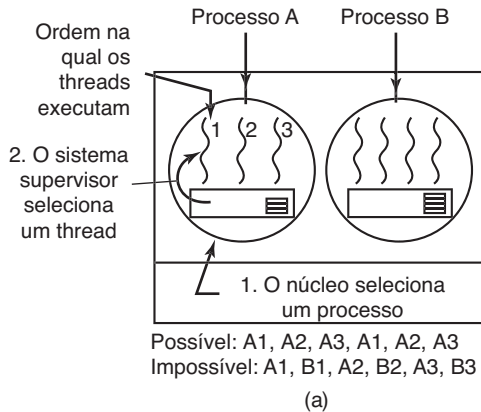 Ordem na
qual os
threads
executam
Processo A
Processo B
1
2
3
2. O sistema
supervisor
seleciona
um thread
1. O núcleo seleciona
um processo
Possível: A1, A2, A3, A1, A2, A3
Impossível: A1, B1, A2, B2, A3, B3
(a)